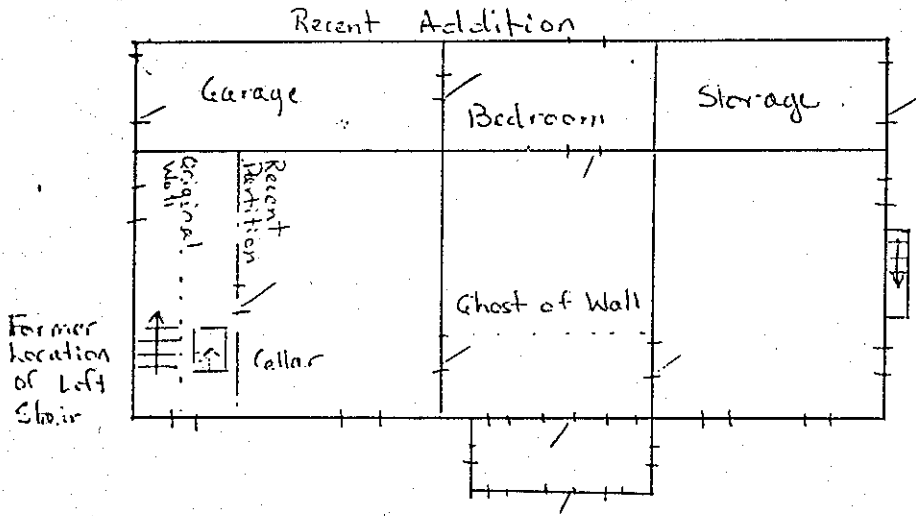 Recent Addition
Garage
Bedroom
Storage
Original
Wall
Recent
Partition
Ghost of Wall
Former
Location
of Loft
Stair
Cellar